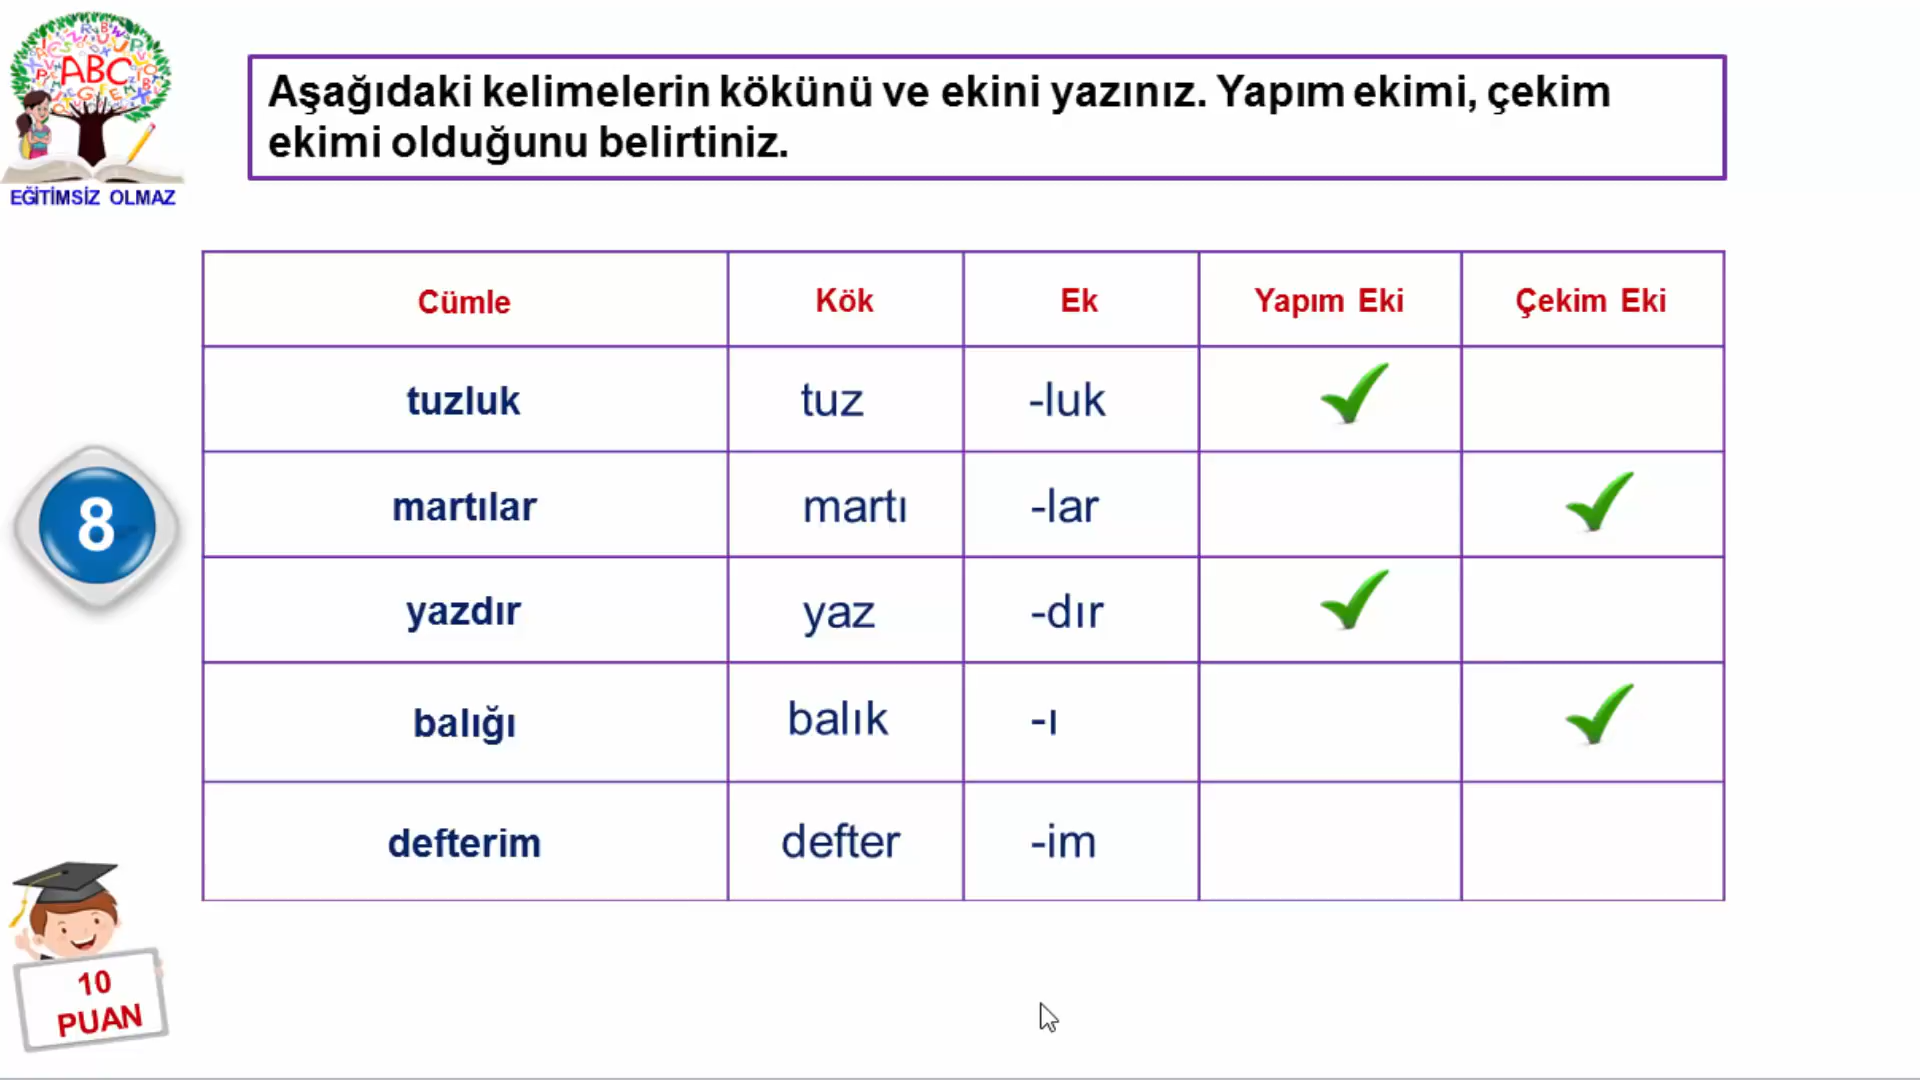 ABC
EĞİTİMSİZ OLMAZ
Aşağıdaki kelimelerin kökünü ve ekini yazınız. Yapım ekimi, çekim
ekimi olduğunu belirtiniz.
Cümle Kök Ek Yapım Eki Çekim Eki
tuzluk tuz -luk
martılar martı -lar
8
yazdır yaz -dır
balığı balık -ı
defterim defter -im
10
PUAN